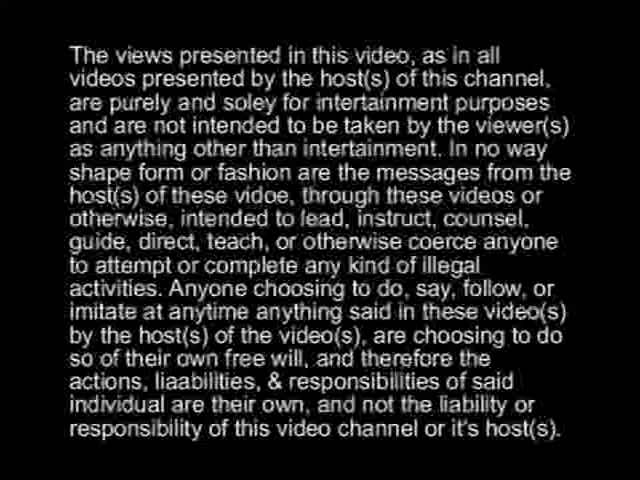 The views presented in this video, as in all
videos presented by the host(s) of this channel,
are purely and soley for intertainment purposes
and are not intended to be taken by the viewer(s)
as anything other than intertainment. In no way
shape form or fashion are the messages from the
host(s) of these vidoe, through these videos or
otherwise, intended to lead, instruct, counsel,
guide, direct, teach, or otherwise coerce anyone
to attempt or complete any kind of illegal
activities. Anyone choosing to do, say, follow, or
imitate at anytime anything said in these video(s)
by the host(s) of the video(s), are choosing to do
so of their own free will, and therefore the
actions, liaabilities, & responsibilities of said
individual are their own, and not the liability or
responsibility of this video channel or it's host(s).